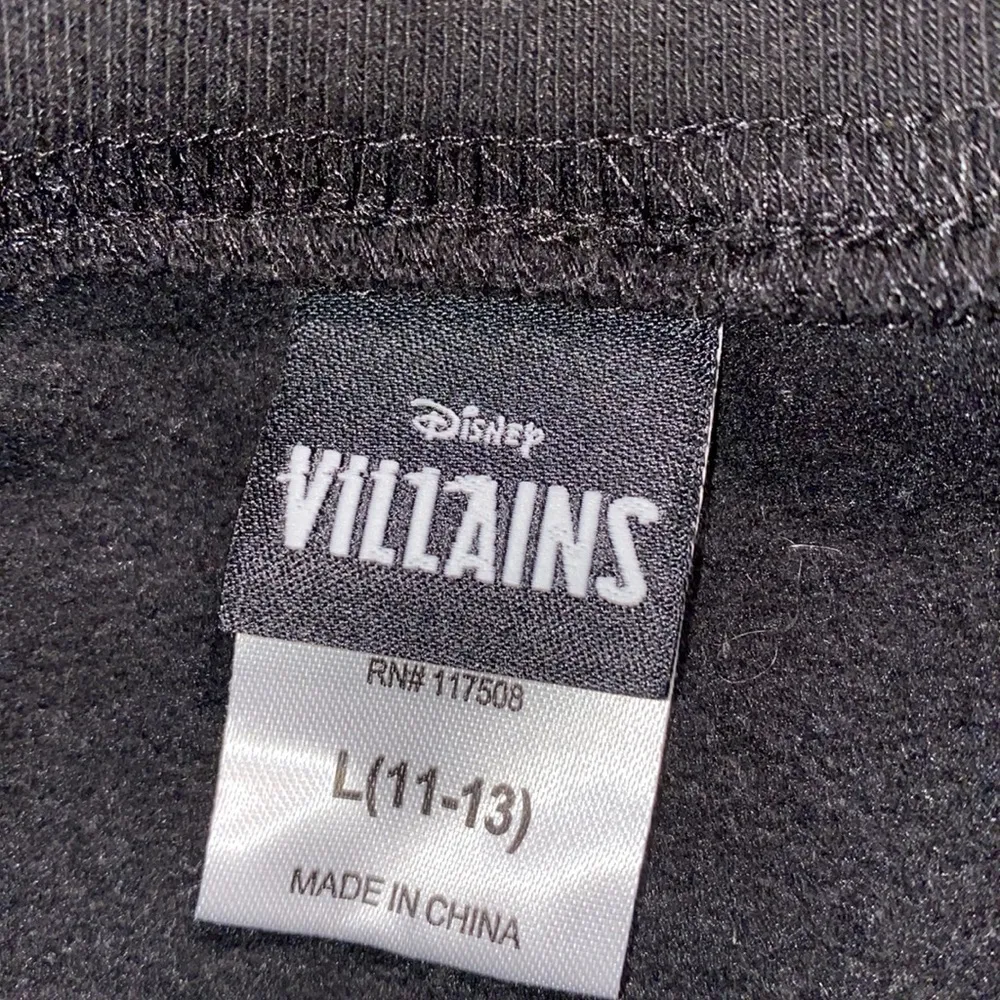 Disney
VILLAINS
RN# 117508
L(11-13)
MADE IN CHINA